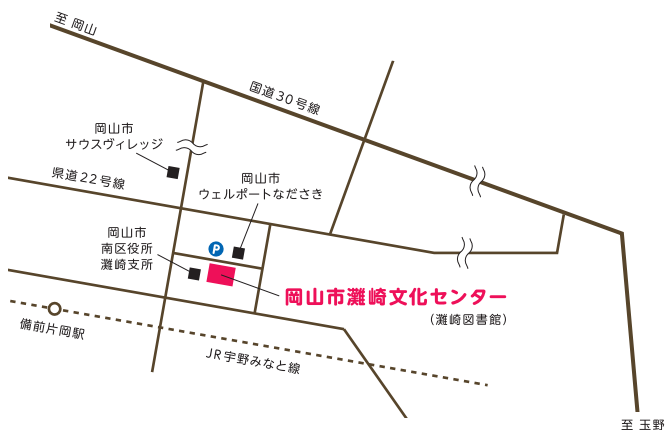 至 岡山
国道30号線
岡山市
サウスヴィレッジ
県道22号線
岡山市
ウェルポートなださき
岡山市
南区役所
灘崎支所
P
岡山市灘崎文化センター
（灘崎図書館）
備前片岡駅
JR宇野みなと線
至 玉野